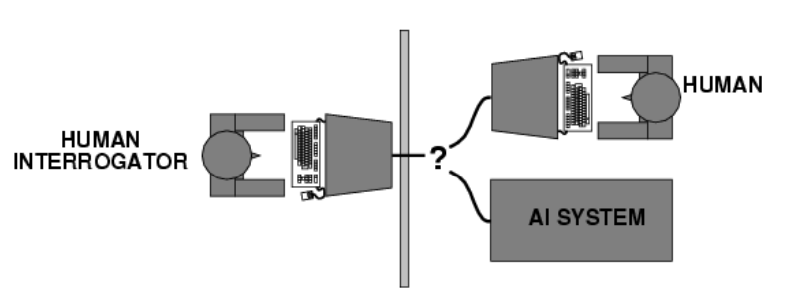 HUMAN
INTERROGATOR
?
HUMAN
AI SYSTEM